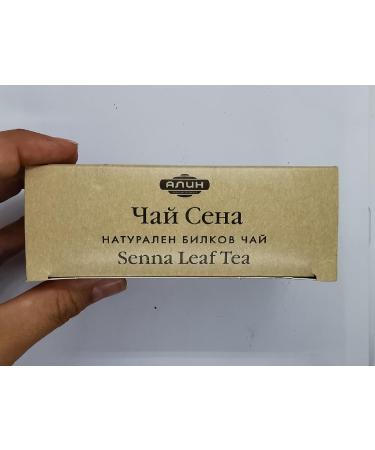 АЛИН
Чай Сена
НАТУРАЛЕН БИЛКОВ ЧАЙ
Senna Leaf Tea